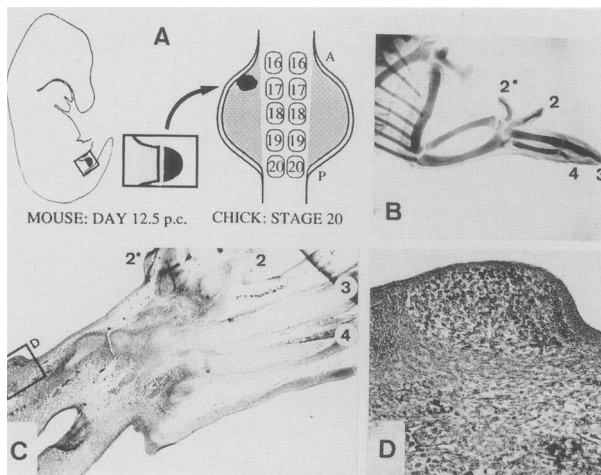 A
16 16
17 17
18 18
19 19
20 20
A
P
MOUSE: DAY 12.5 p.c.
CHICK: STAGE 20
2*
2
4
3
B
2*
2
3
4
D
C
D